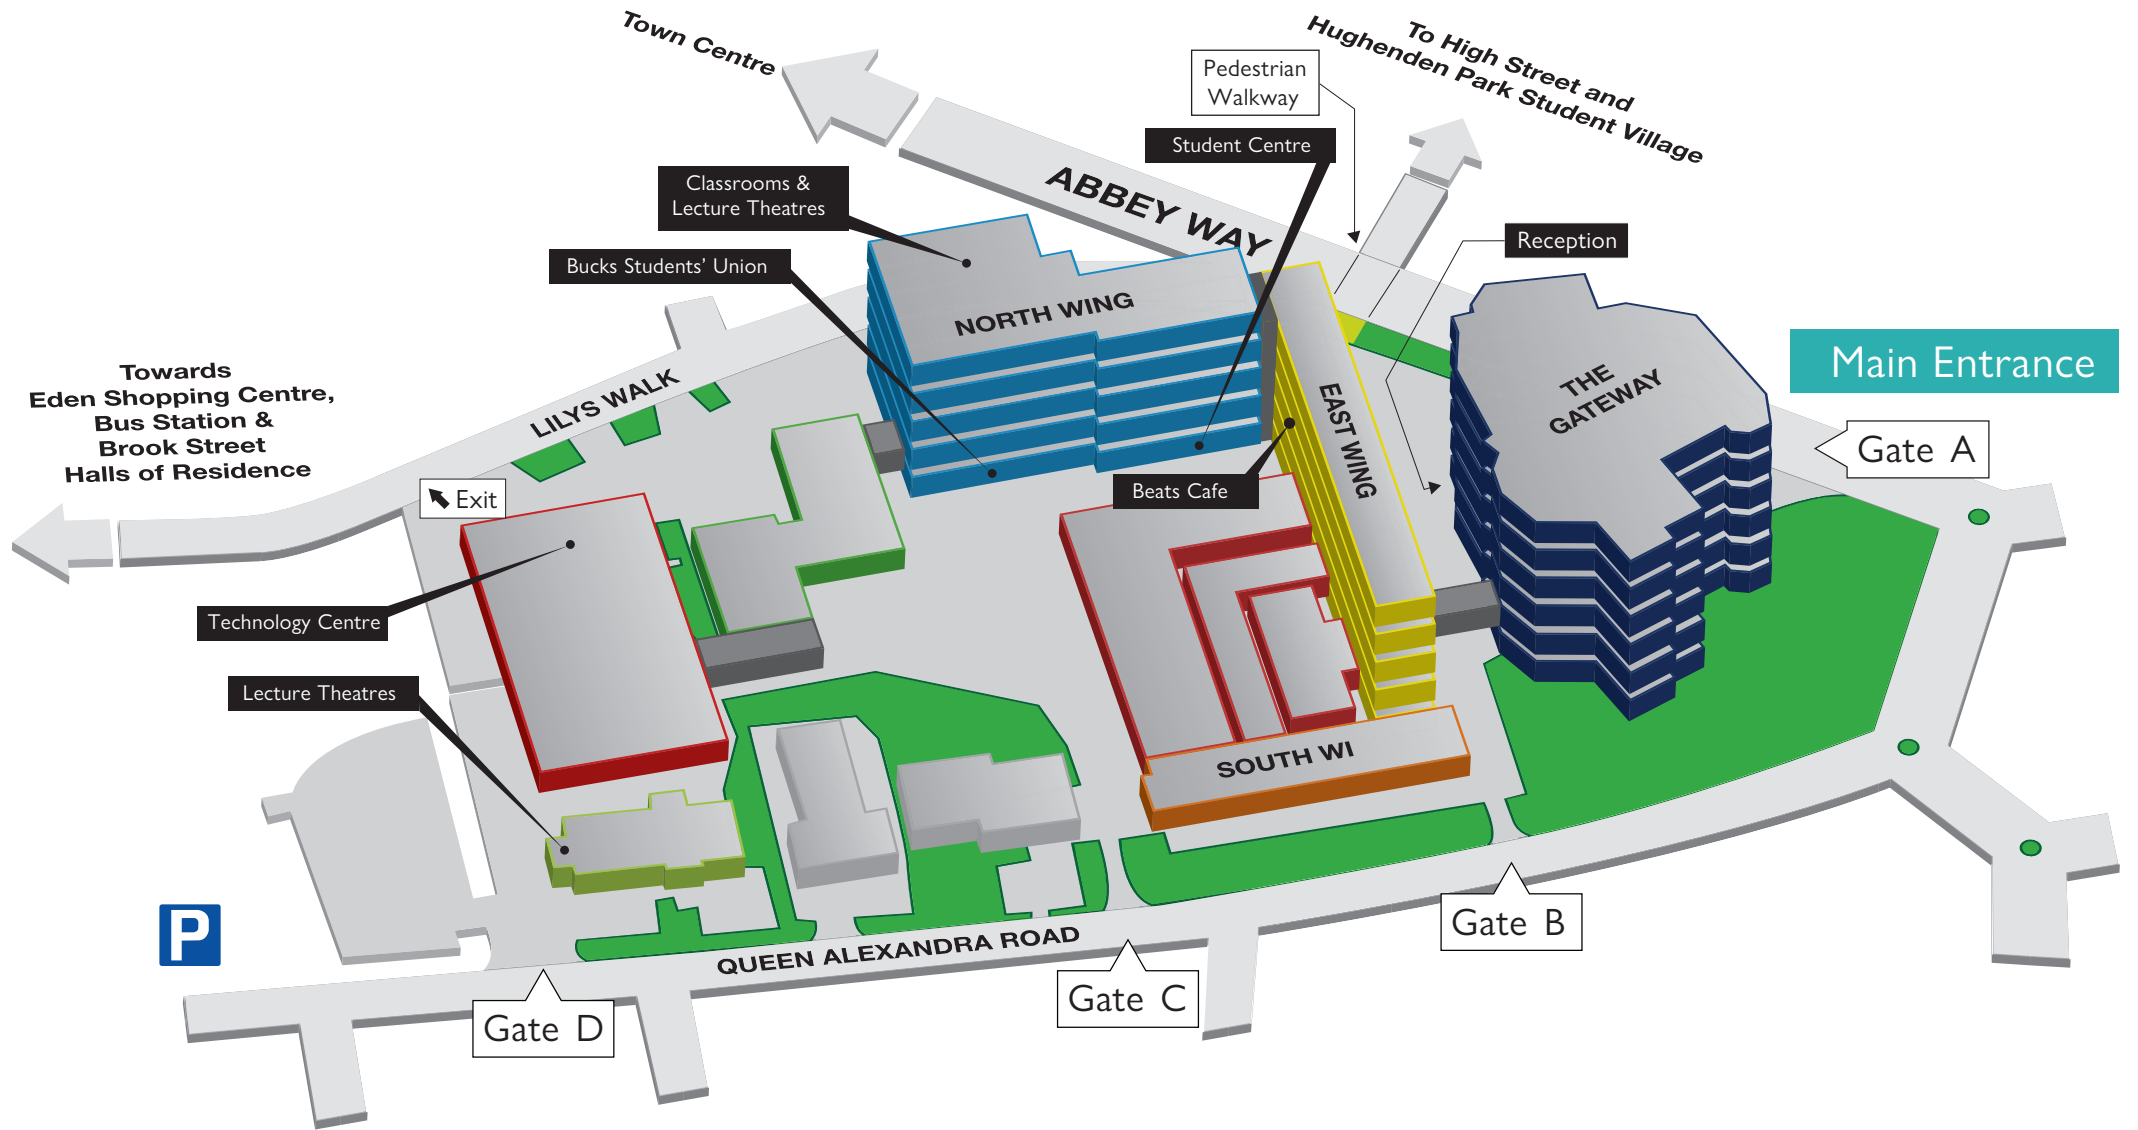 Town Centre
To High Street and
Hughenden Park Student Village
Pedestrian
Walkway
Student Centre
ABBEY WAY
Classrooms &
Lecture Theatres
Bucks Students’ Union
Reception
NORTH WING
Main Entrance
Towards
Eden Shopping Centre,
Bus Station &
Brook Street
Halls of Residence
LILYS WALK
THE
GATEWAY
EAST WING
Gate A
Exit
Beats Cafe
Technology Centre
Lecture Theatres
SOUTH WI
P
QUEEN ALEXANDRA ROAD
Gate B
Gate C
Gate D